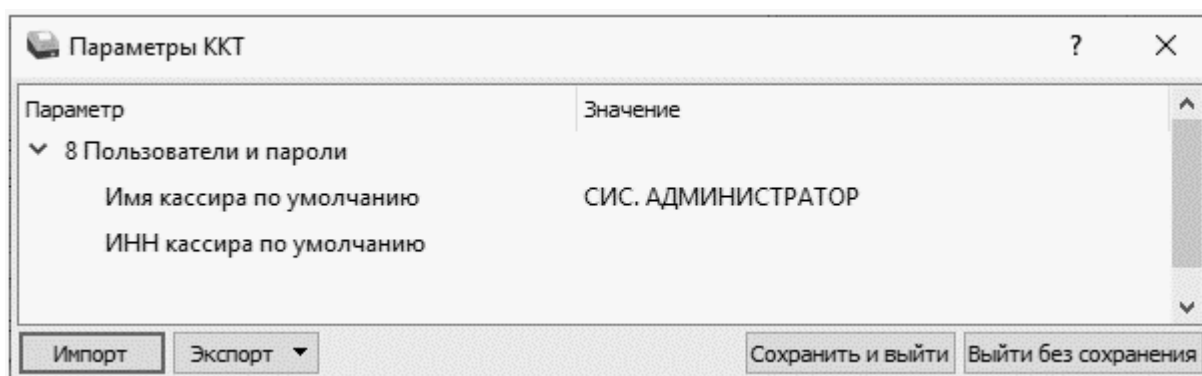 Параметры ККТ ?
Параметр Значение
8 Пользователи и пароли
Имя кассира по умолчанию СИС. АДМИНИСТРАТОР
ИНН кассира по умолчанию
Импорт Экспорт Сохранить и выйти Выйти без сохранения